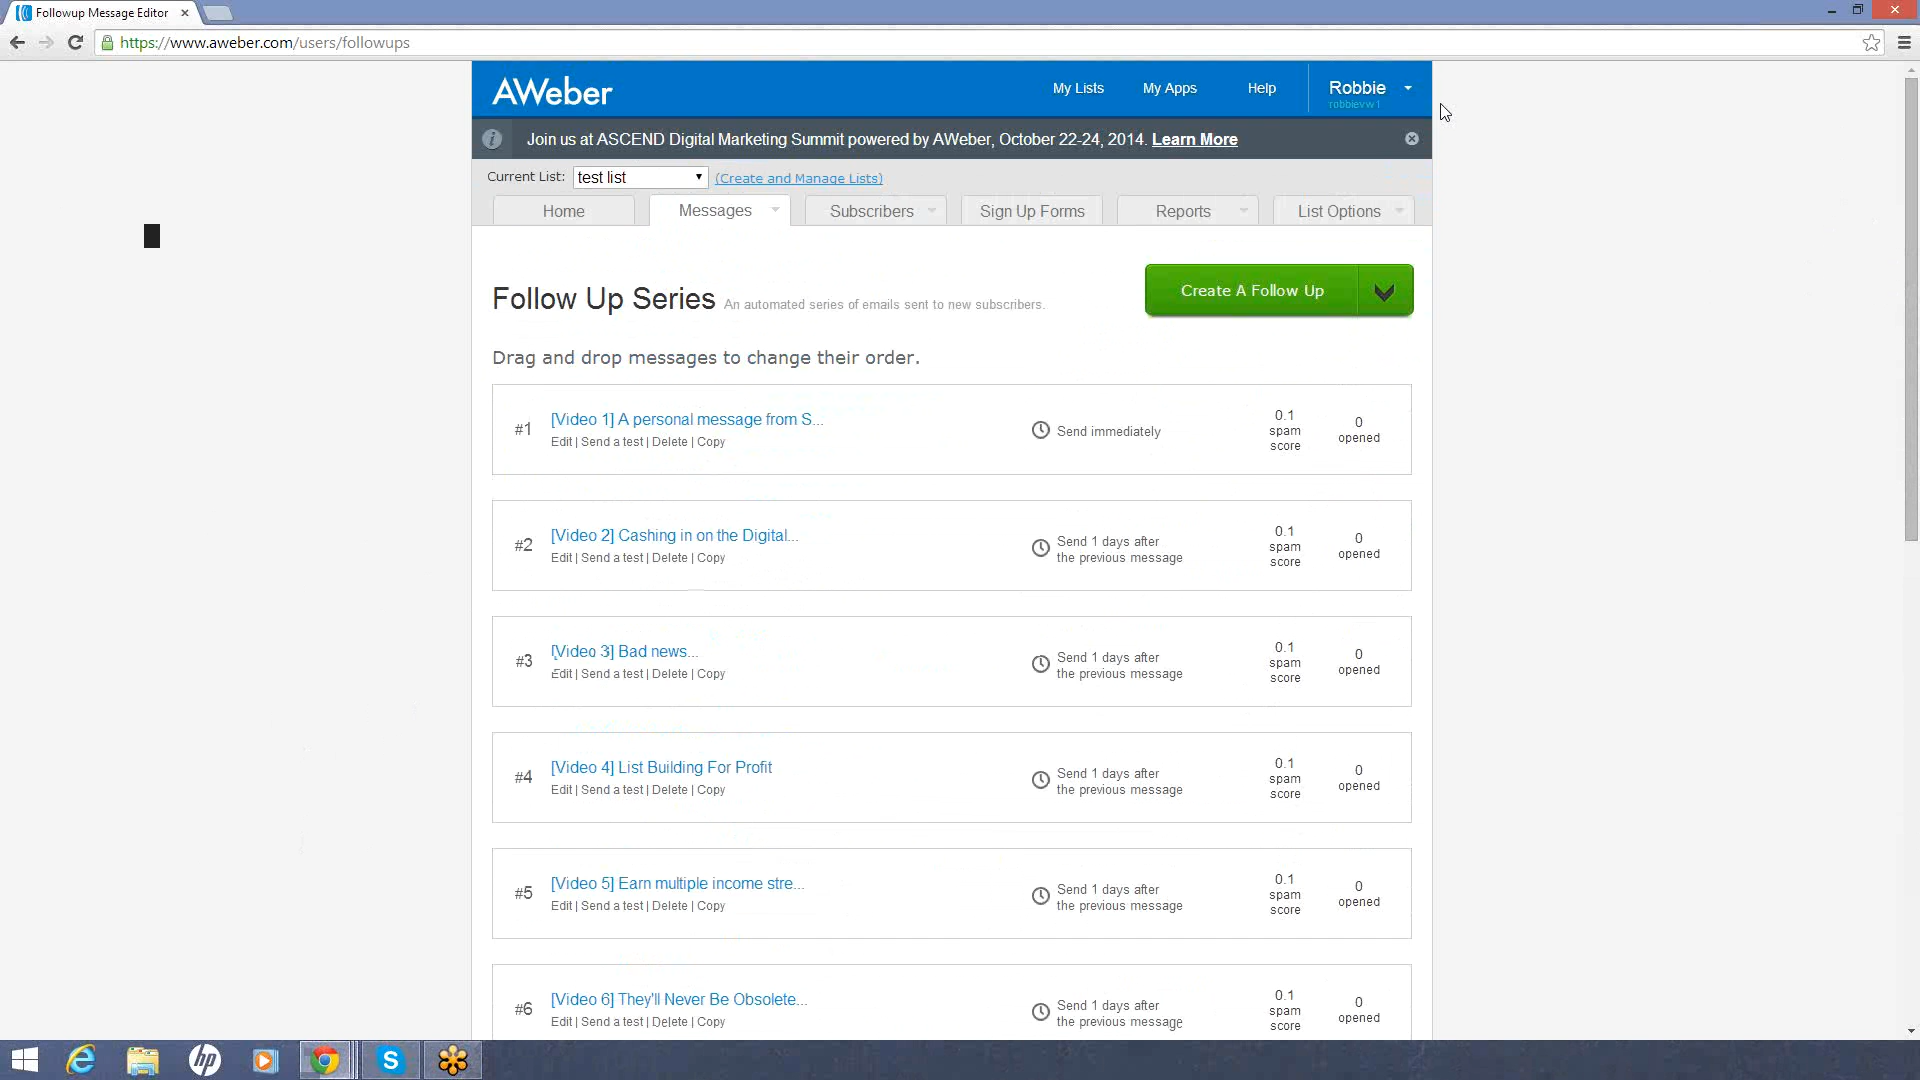 Followup Message Editor
https://www.aweber.com/users/followups
AWeber
My Lists
My Apps
Help
Robbie
robbievw1
Join us at ASCEND Digital Marketing Summit powered by AWeber, October 22-24, 2014. Learn More
Current List: test list (Create and Manage Lists)
Home
Messages
Subscribers
Sign Up Forms
Reports
List Options
Follow Up Series An automated series of emails sent to new subscribers.
Create A Follow Up
Drag and drop messages to change their order.
#1
[Video 1] A personal message from S...
Edit | Send a test | Delete | Copy
Send immediately
0.1
spam
score
0
opened
#2
[Video 2] Cashing in on the Digital...
Edit | Send a test | Delete | Copy
Send 1 days after
the previous message
0.1
spam
score
0
opened
#3
[Video 3] Bad news...
Edit | Send a test | Delete | Copy
Send 1 days after
the previous message
0.1
spam
score
0
opened
#4
[Video 4] List Building For Profit
Edit | Send a test | Delete | Copy
Send 1 days after
the previous message
0.1
spam
score
0
opened
#5
[Video 5] Earn multiple income stre...
Edit | Send a test | Delete | Copy
Send 1 days after
the previous message
0.1
spam
score
0
opened
#6
[Video 6] They'll Never Be Obsolete...
Edit | Send a test | Delete | Copy
Send 1 days after
the previous message
0.1
spam
score
0
opened
hp